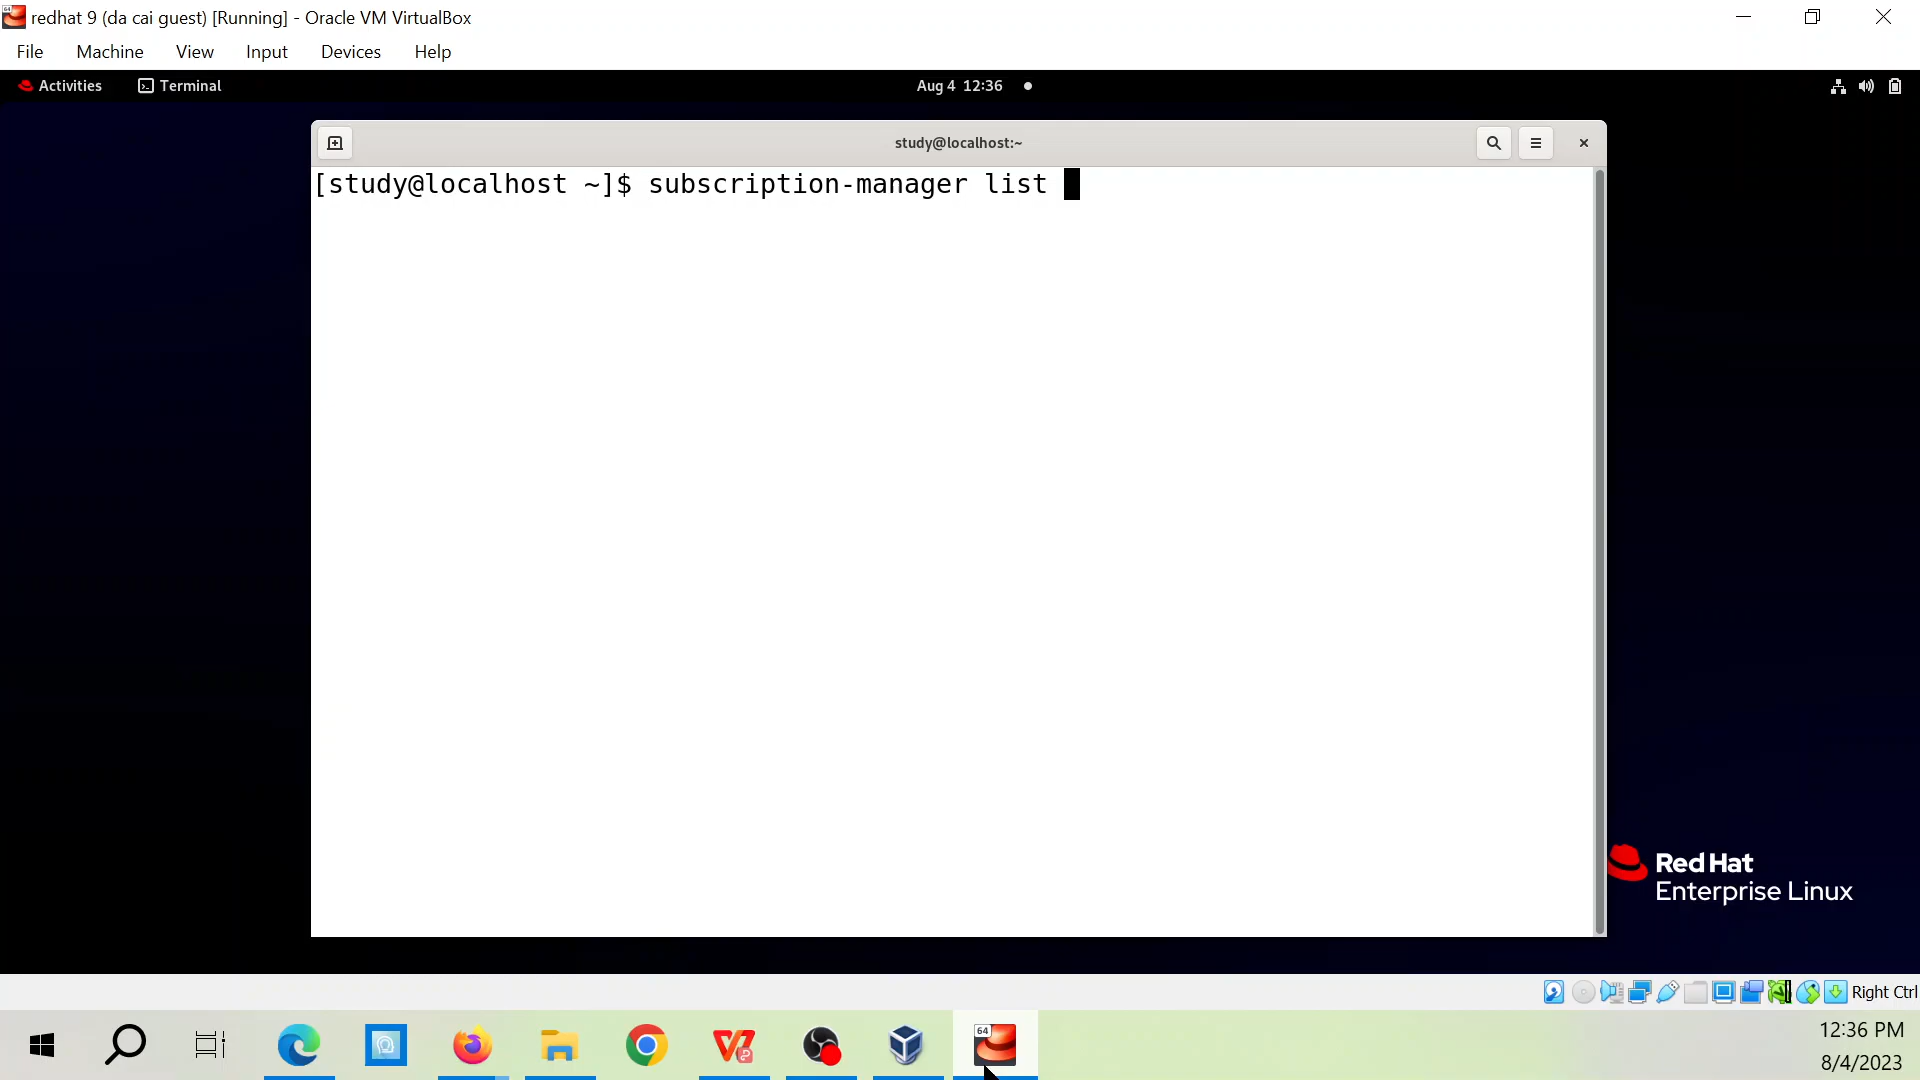 redhat 9 (da cai guest) [Running] - Oracle VM VirtualBox
File Machine View Input Devices Help
Activities Terminal Aug 4 12:36
study@localhost:~
[study@localhost ~]$ subscription-manager list
Red Hat
Enterprise Linux
Right Ctrl
64
12:36 PM
8/4/2023